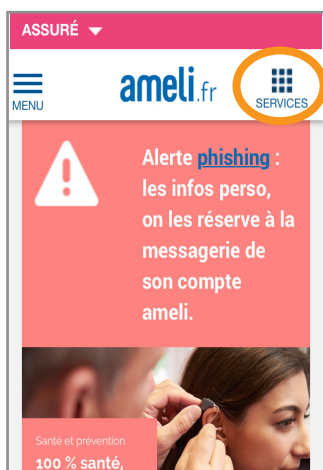 ASSURÉ
MENU
ameli.fr
SERVICES
Alerte phishing :
les infos perso,
on les réserve à la
messagerie de
son compte
ameli.
Santé et prévention
100 % santé,